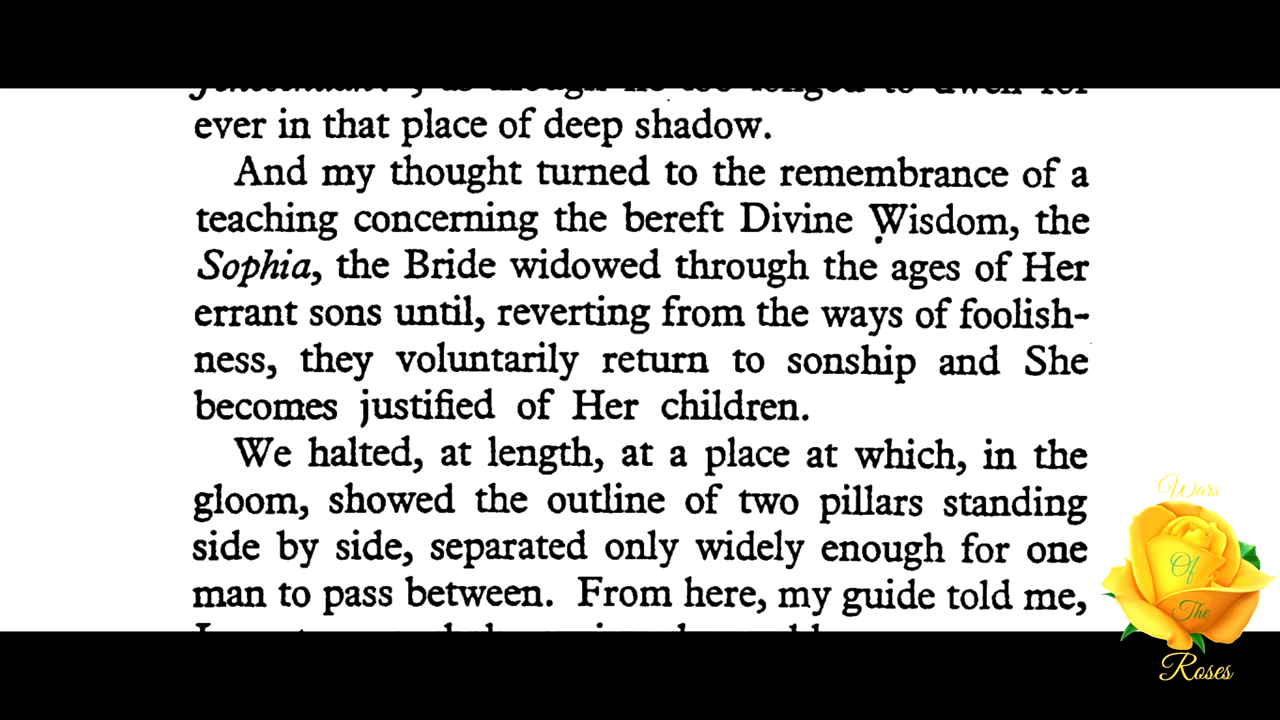 ever in that place of deep shadow.
And my thought turned to the remembrance of a
teaching concerning the bereft Divine Wisdom, the
Sophia, the Bride widowed through the ages of Her
errant sons until, reverting from the ways of foolish-
ness, they voluntarily return to sonship and She
becomes justified of Her children.
We halted, at length, at a place at which, in the
gloom, showed the outline of two pillars standing
side by side, separated only widely enough for one
man to pass between. From here, my guide told me,
Wars
Of
The
Roses